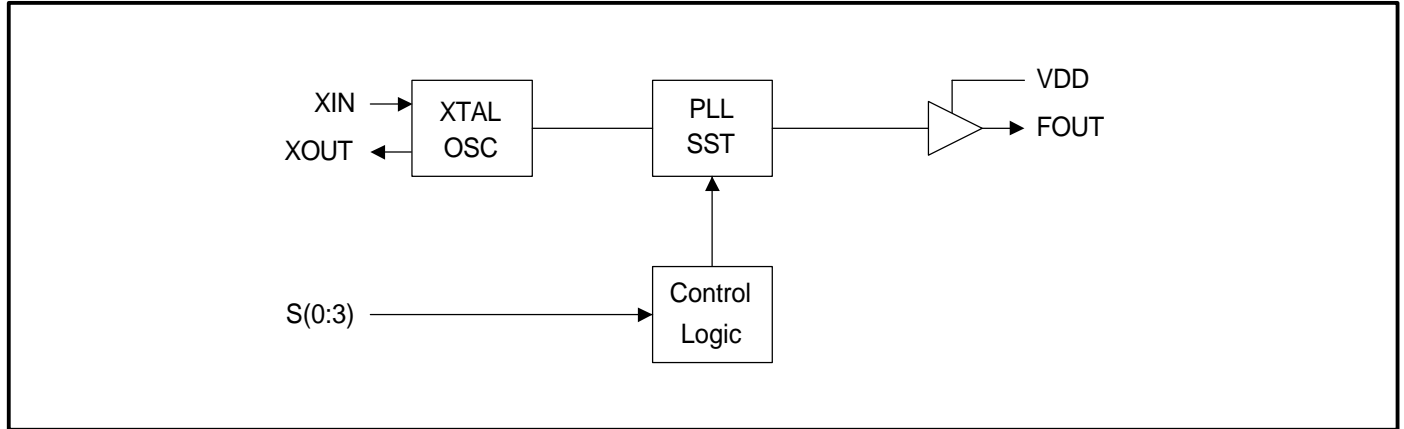 XIN
XTAL
OSC
XOUT
PLL
SST
VDD
FOUT
S(0:3)
Control
Logic